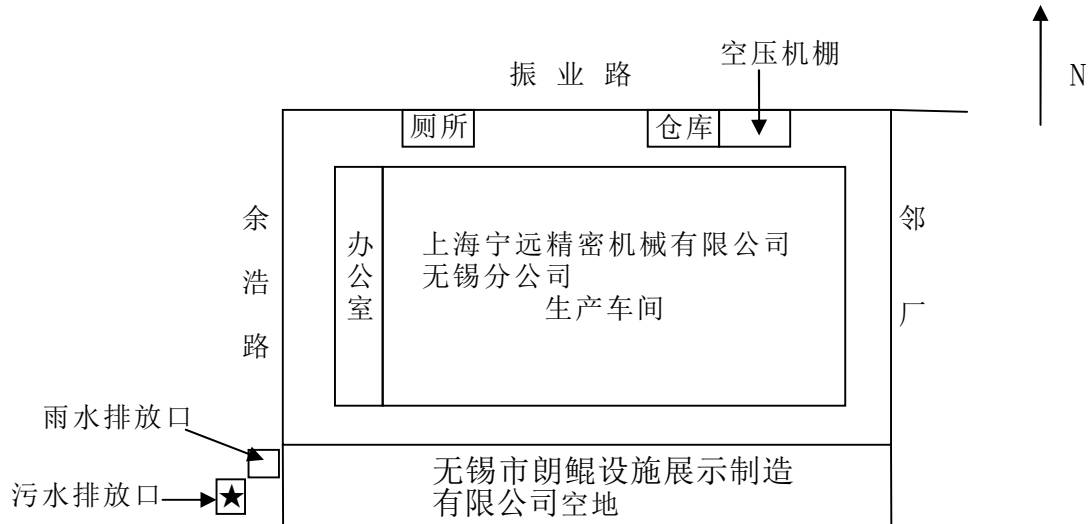 空压机棚
振业路
N
厕所
仓库
余浩路
办公室
上海宁远精密机械有限公司
无锡分公司
生产车间
邻厂
雨水排放口
污水排放口
无锡市朗鲲设施展示制造
有限公司空地